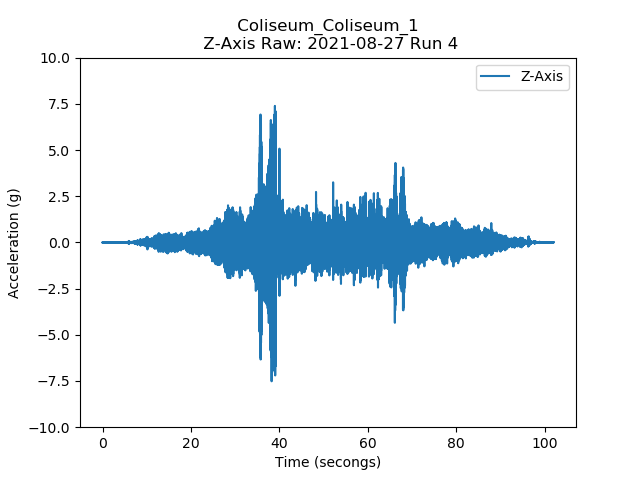 Coliseum_Coliseum_1
Z-Axis Raw: 2021-08-27 Run 4
Z-Axis
10.0
7.5
5.0
2.5
0.0
−2.5
−5.0
−7.5
−10.0
Acceleration (g)
0 20 40 60 80 100
Time (secongs)